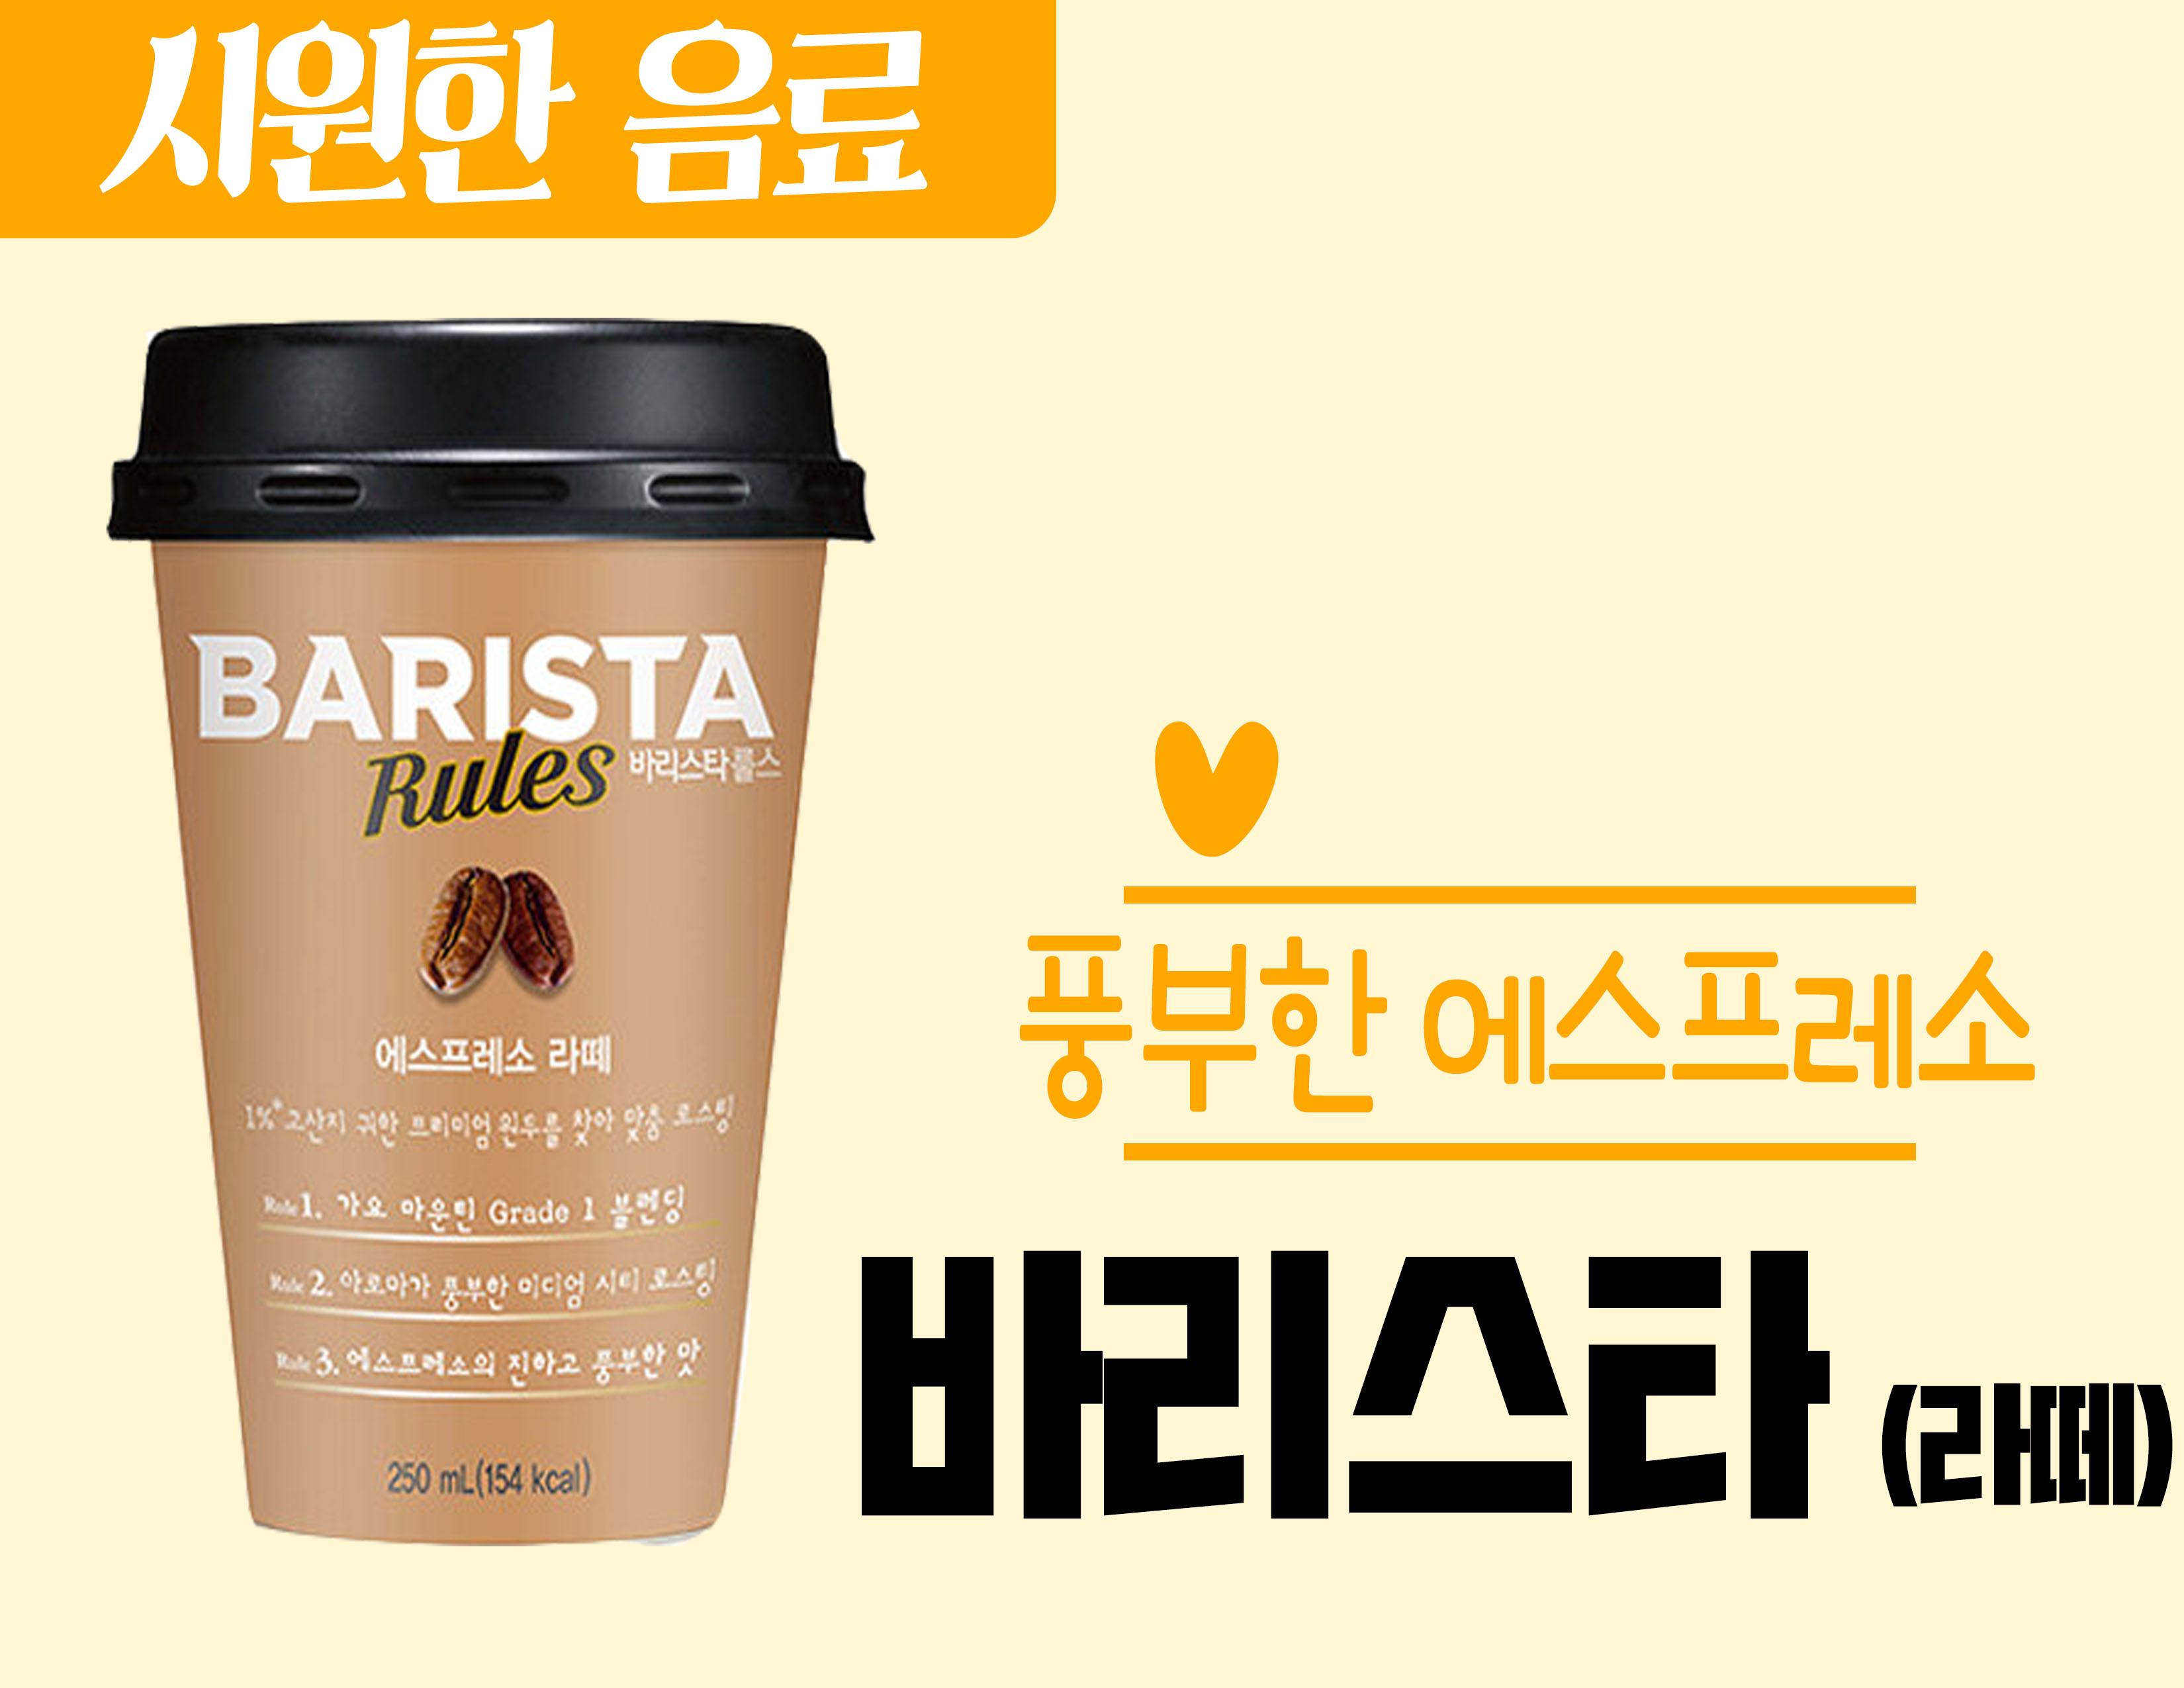 시원한 음료
BARISTA
Rules 바리스타룰스
에스프레소 라떼
1%* 고산지 귀한 프리미엄 원두를 찾아 맞춤 로스팅
Rule 1. 가요 마운틴 Grade 1 블렌딩
Rule 2. 아로마가 풍부한 미디엄 시티 로스팅
Rule 3. 에스프레소의 진하고 풍부한 맛
250 mL(154 kcal)
풍부한 에스프레소
바리스타 (라떼)